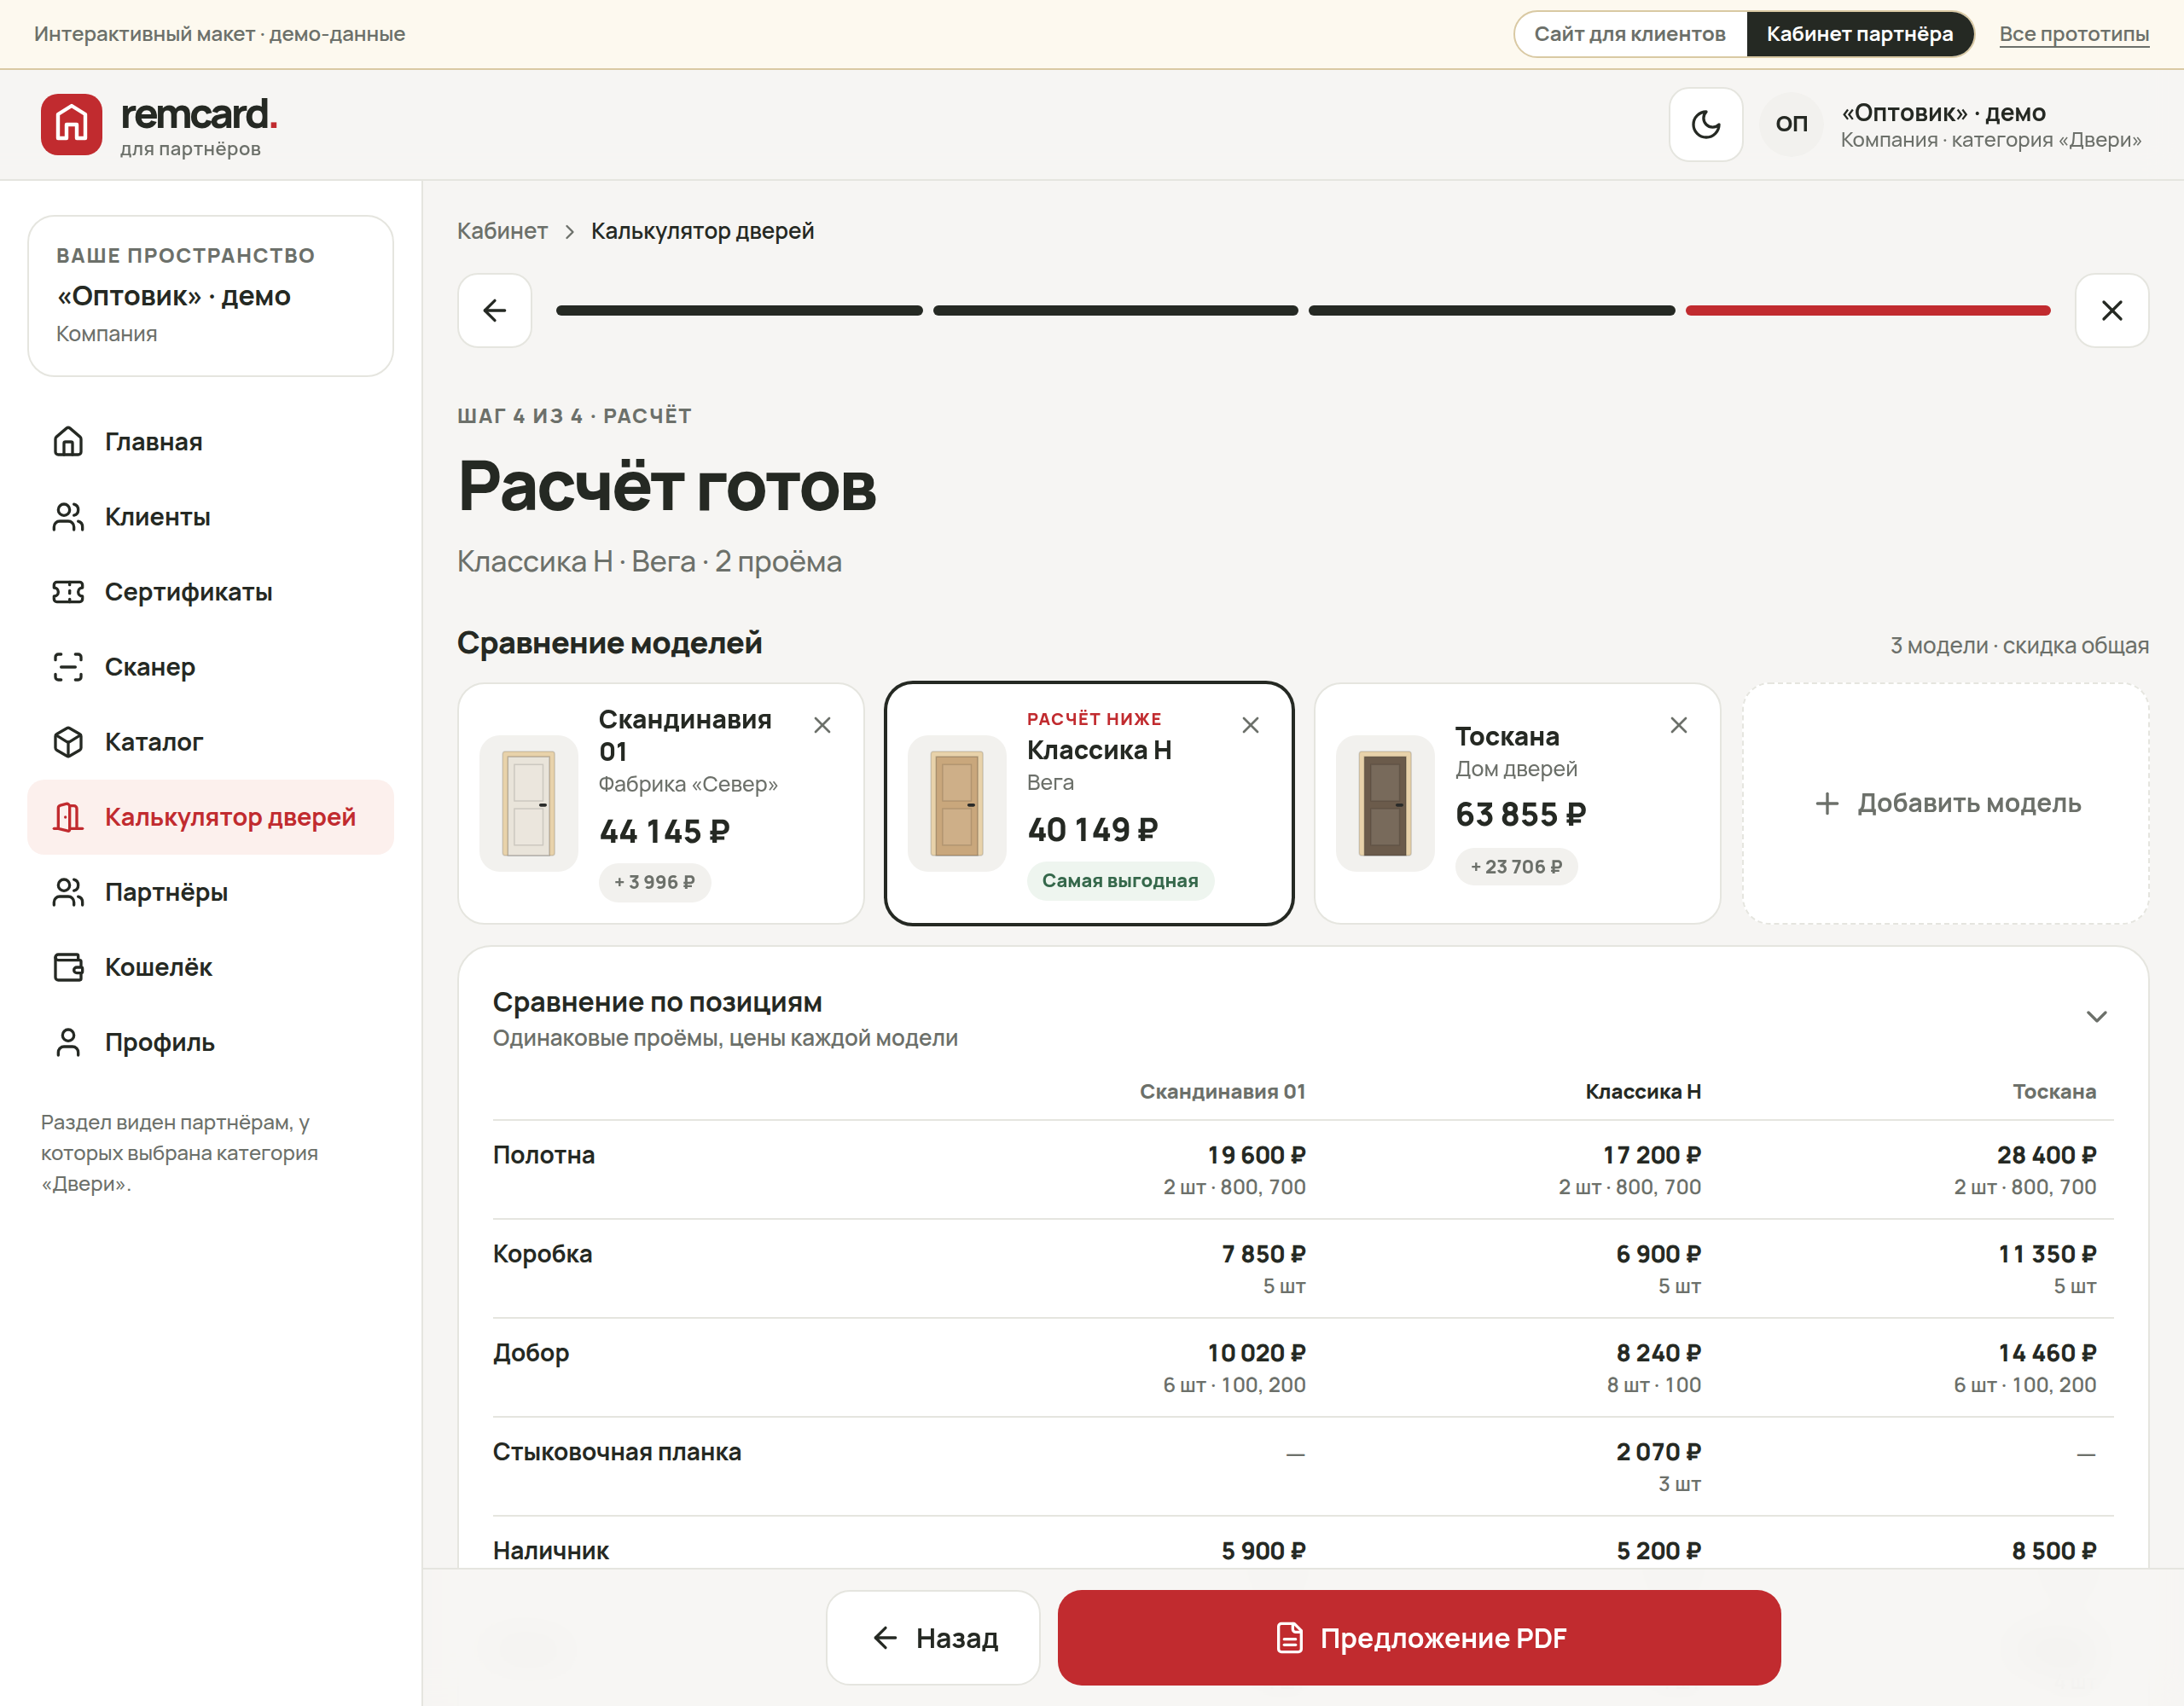 Интерактивный макет · демо-данные
Сайт для клиентов
Кабинет партнёра
Все прототипы
remcard.
для партнёров
ОП
«Оптовик» · демо
Компания · категория «Двери»
ВАШЕ ПРОСТРАНСТВО
«Оптовик» · демо
Компания
Главная
Клиенты
Сертификаты
Сканер
Каталог
Калькулятор дверей
Партнёры
Кошелёк
Профиль
Раздел виден партнёрам, у
которых выбрана категория
«Двери».
Кабинет
Калькулятор дверей
ШАГ 4 ИЗ 4 · РАСЧЁТ
Расчёт готов
Классика Н · Вега · 2 проёма
Сравнение моделей
3 модели · скидка общая
Скандинавия
01
Фабрика «Север»
44 145 ₽
+ 3 996 ₽
РАСЧЁТ НИЖЕ
Классика Н
Вега
40 149 ₽
Самая выгодная
Тоскана
Дом дверей
63 855 ₽
+ 23 706 ₽
Добавить модель
Сравнение по позициям
Одинаковые проёмы, цены каждой модели
Скандинавия 01 Классика Н Тоскана
Полотна 19 600 ₽ 17 200 ₽ 28 400 ₽
2 шт · 800, 700 2 шт · 800, 700 2 шт · 800, 700
Коробка 7 850 ₽ 6 900 ₽ 11 350 ₽
5 шт 5 шт 5 шт
Добор 10 020 ₽ 8 240 ₽ 14 460 ₽
6 шт · 100, 200 8 шт · 100 6 шт · 100, 200
Стыковочная планка — 2 070 ₽ —
3 шт
Наличник 5 900 ₽ 5 200 ₽ 8 500 ₽
Назад
Предложение PDF